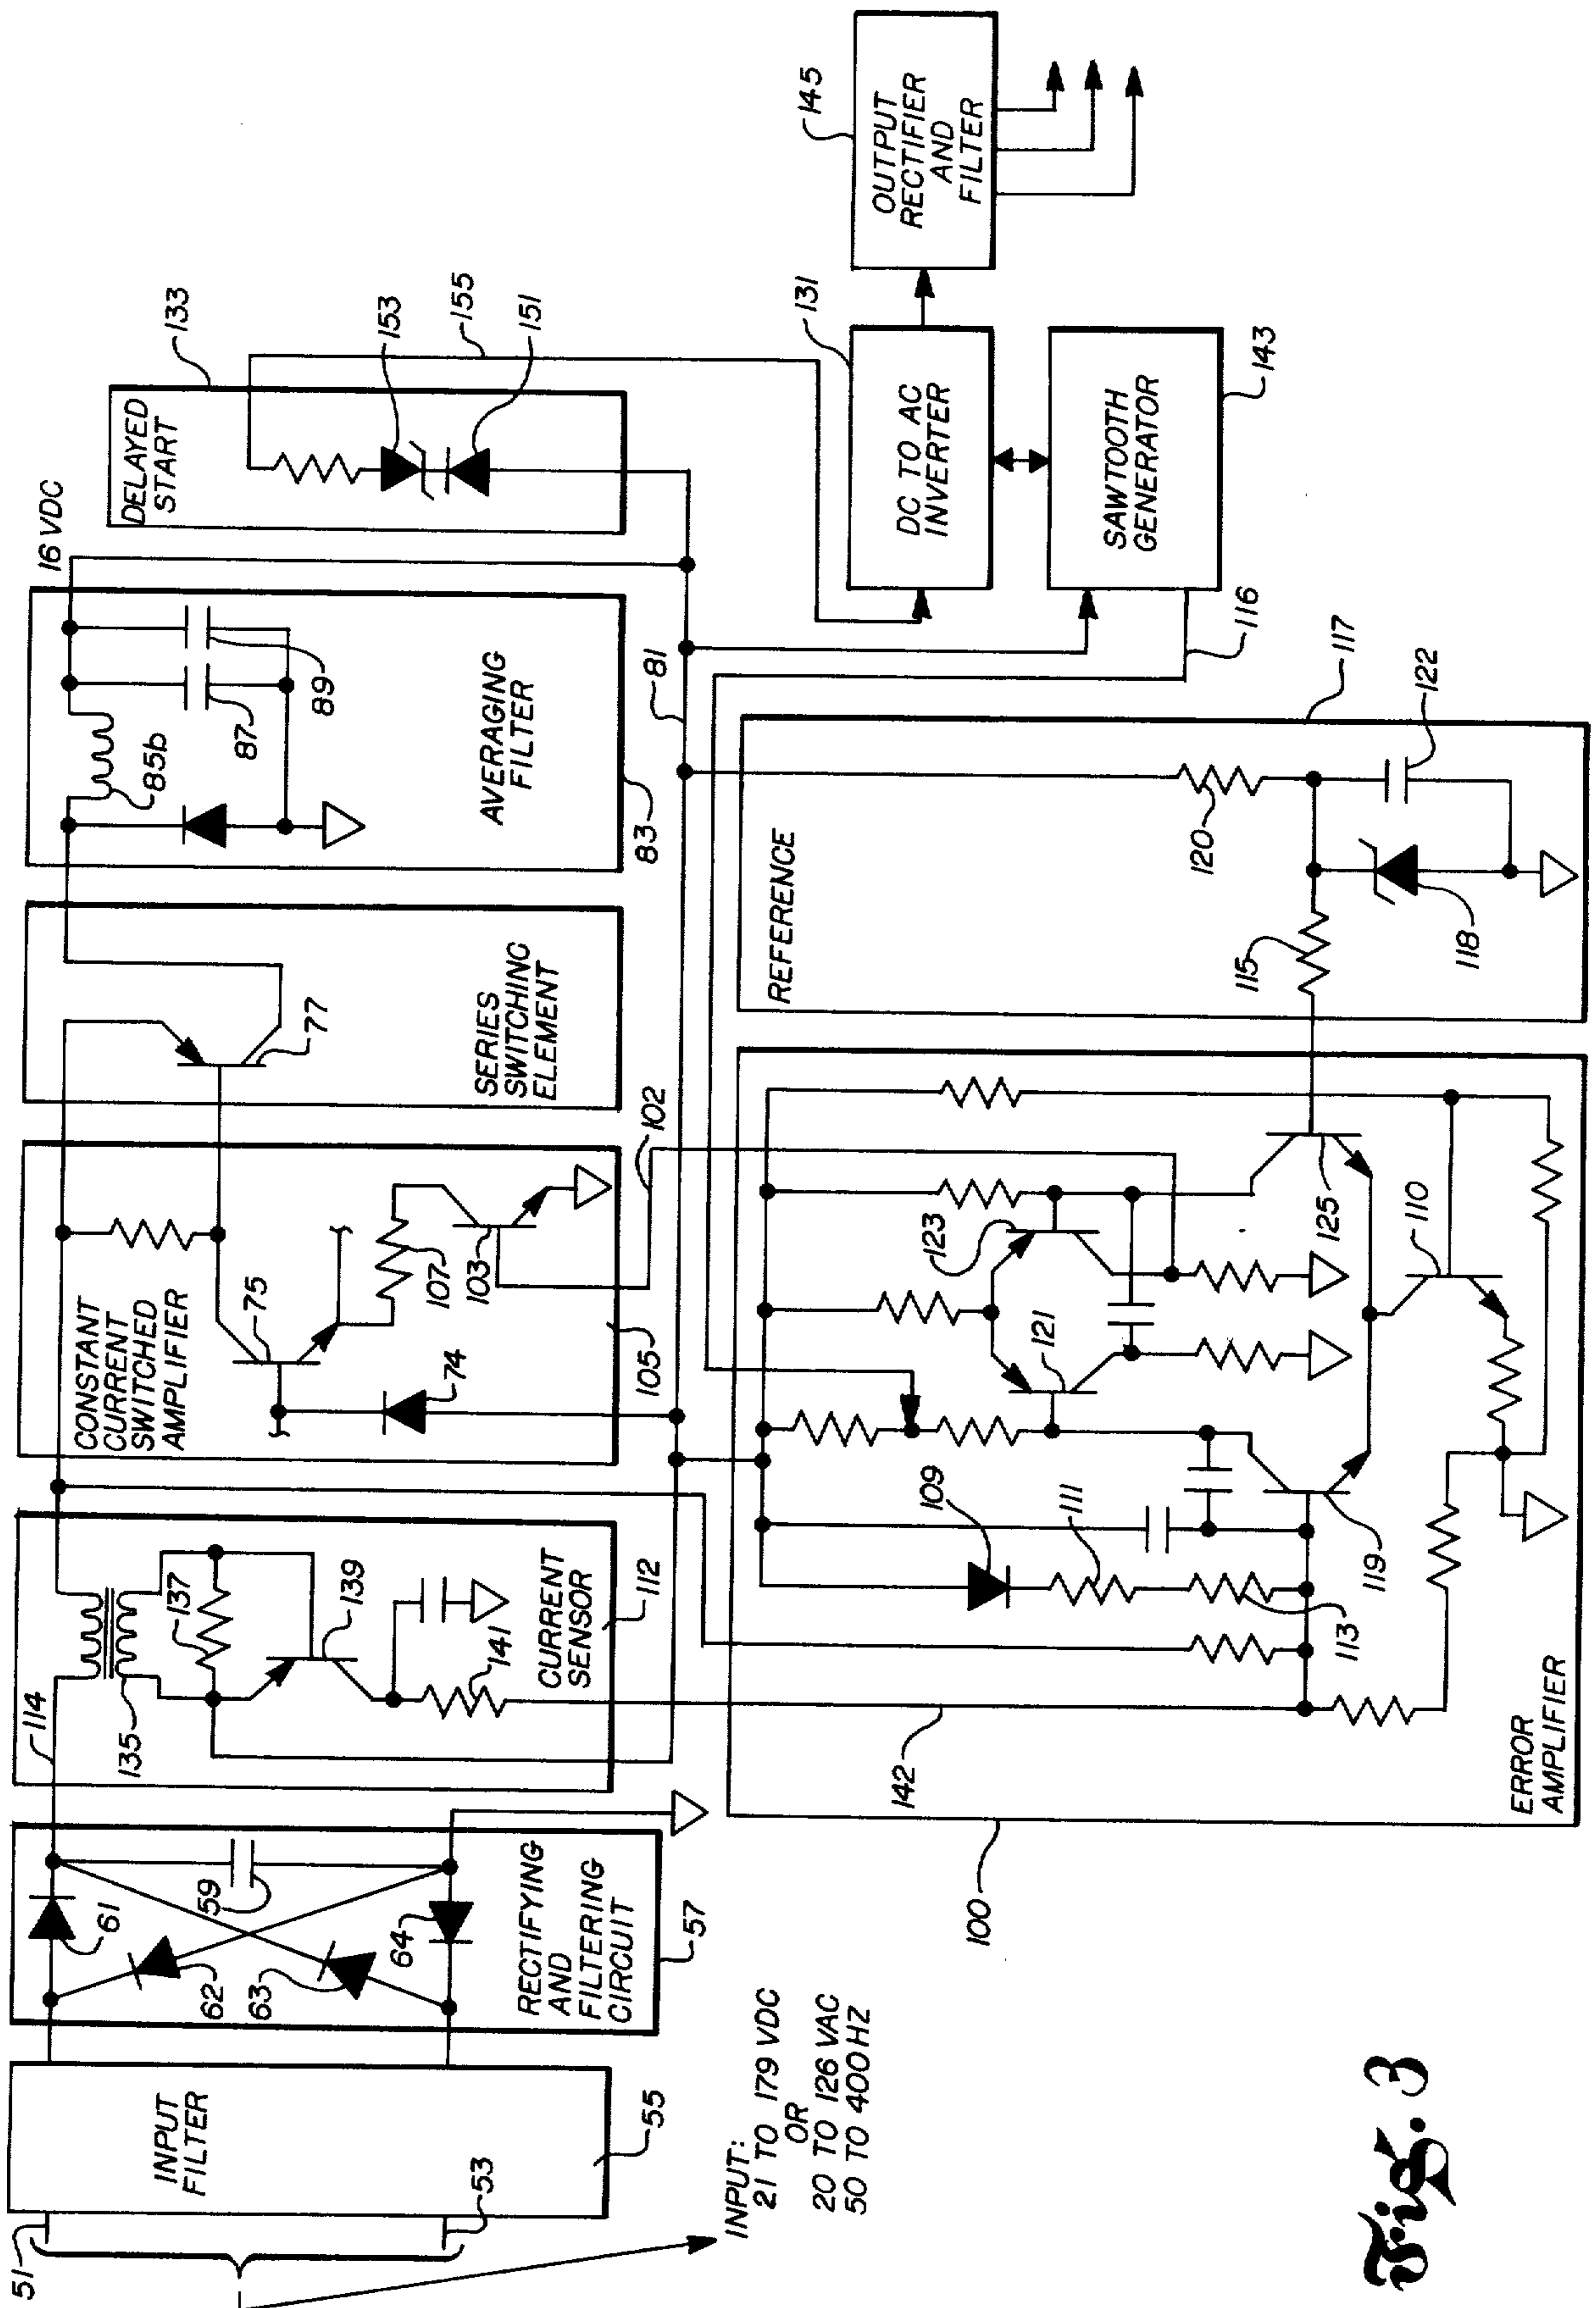 51
53
INPUT
FILTER
55
INPUT:
21 TO 179 VDC
OR
20 TO 126 VAC
50 TO 400 HZ
61
62
63
59
64
RECTIFYING
AND
FILTERING
CIRCUIT
57
114
135
137
139
141
CURRENT
SENSOR
112
CONSTANT
CURRENT
SWITCHED
AMPLIFIER
75
74
107
103
105
102
77
SERIES
SWITCHING
ELEMENT
85b
87
89
AVERAGING
FILTER
83
16 VDC
81
DELAYED
START
133
153
155
151
131
DC TO AC
INVERTER
SAWTOOTH
GENERATOR
143
116
145
OUTPUT
RECTIFIER
AND
FILTER
100
142
109
111
113
119
121
123
125
110
ERROR
AMPLIFIER
REFERENCE
115
120
118
122
117
Fig. 3